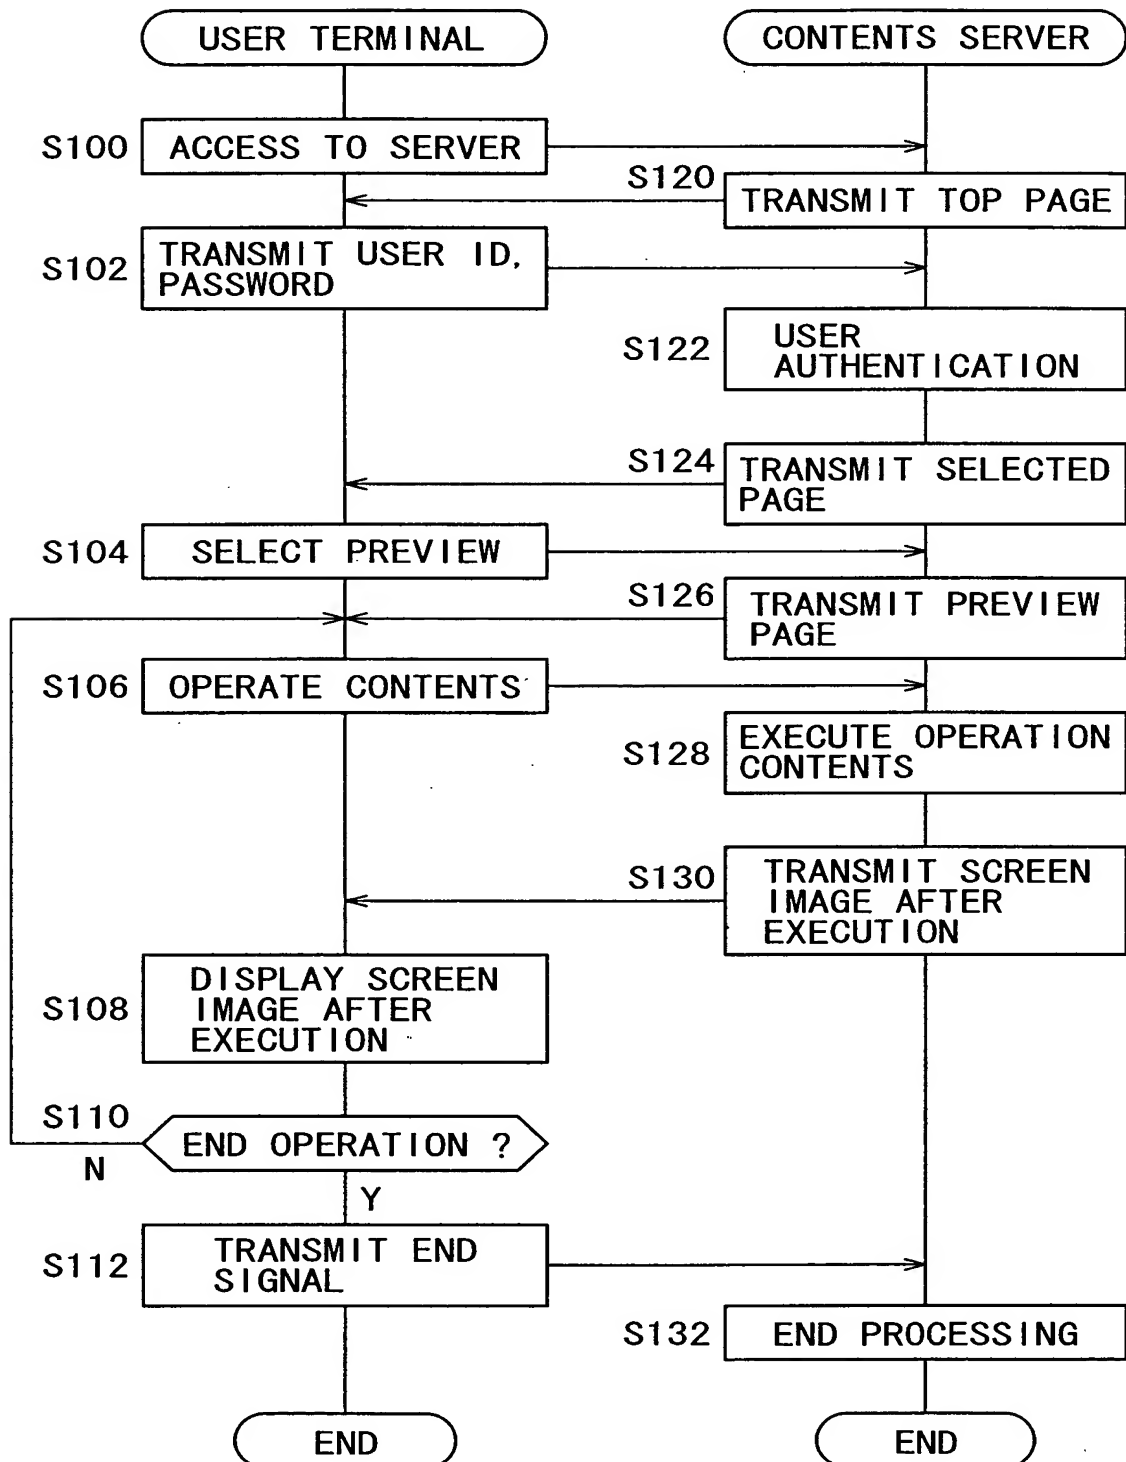 USER TERMINAL
CONTENTS SERVER
S100
ACCESS TO SERVER
S120
TRANSMIT TOP PAGE
S102
TRANSMIT USER ID,
PASSWORD
S122
USER
AUTHENTICATION
S124
TRANSMIT SELECTED
PAGE
S104
SELECT PREVIEW
S126
TRANSMIT PREVIEW
PAGE
S106
OPERATE CONTENTS
S128
EXECUTE OPERATION
CONTENTS
S130
TRANSMIT SCREEN
IMAGE AFTER
EXECUTION
S108
DISPLAY SCREEN
IMAGE AFTER
EXECUTION
S110
END OPERATION ?
N
Y
S112
TRANSMIT END
SIGNAL
S132
END PROCESSING
END
END